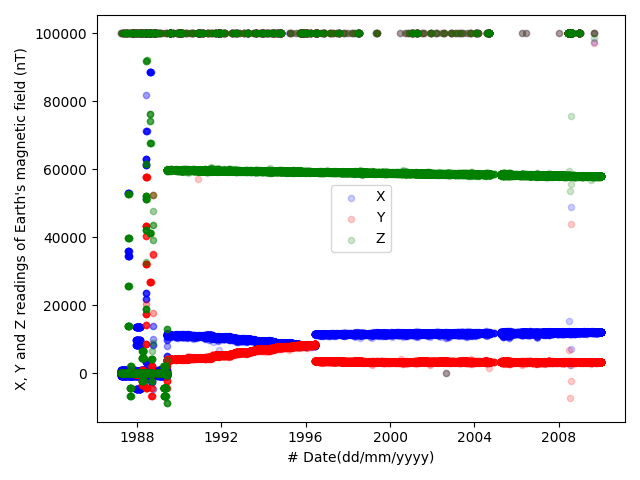 100000
80000
60000
40000
20000
0
X, Y and Z readings of Earth's magnetic field (nT)
X
Y
Z
1988 1992 1996 2000 2004 2008
# Date(dd/mm/yyyy)